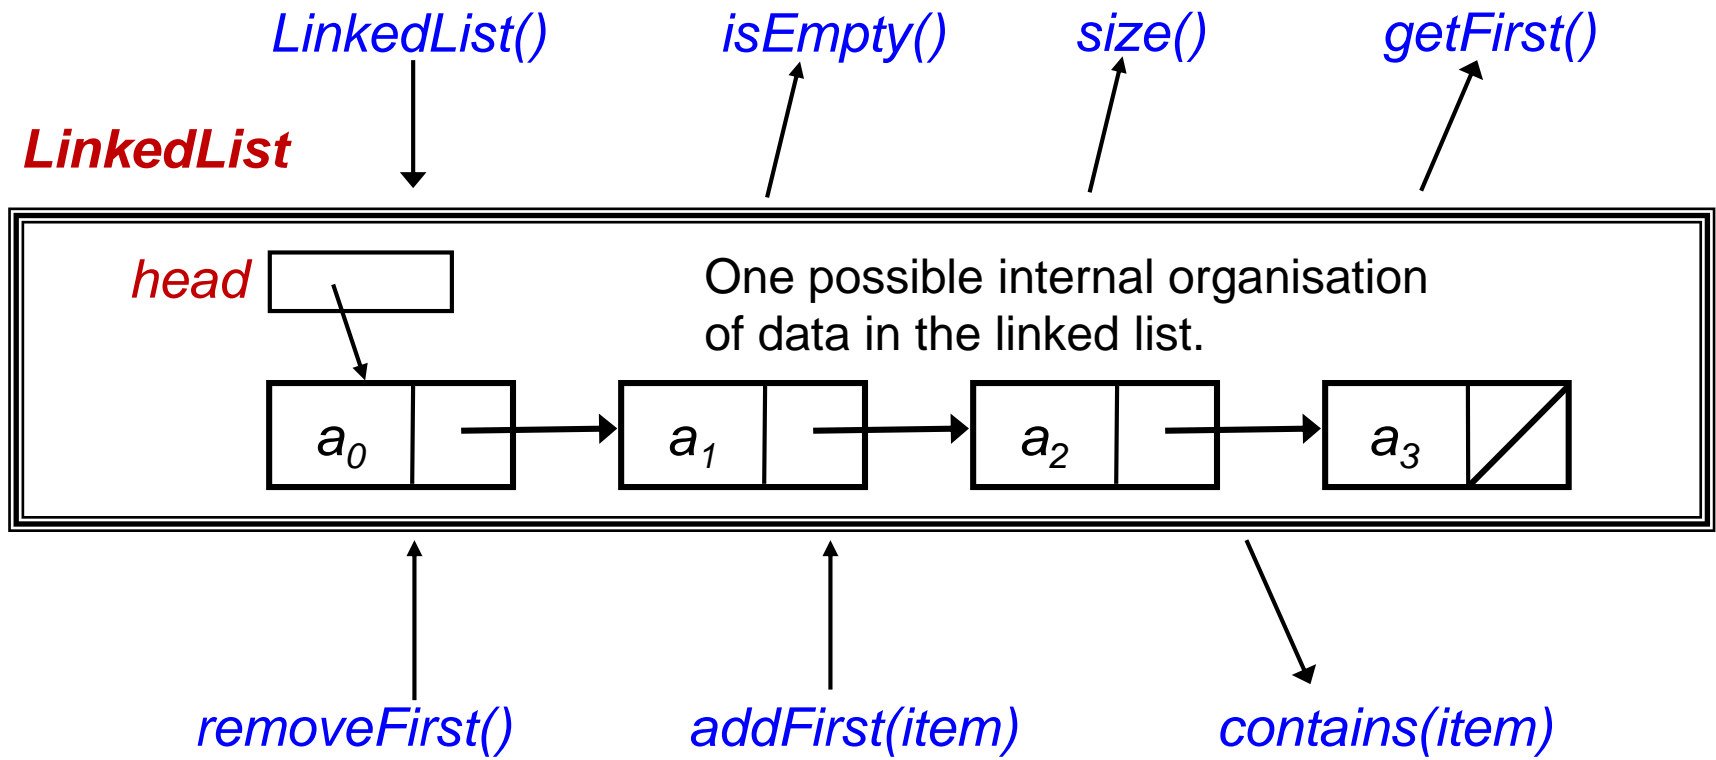 LinkedList() isEmpty() size() getFirst()
LinkedList
head
One possible internal organisation
of data in the linked list.
a0 a1 a2 a3
removeFirst() addFirst(item) contains(item)